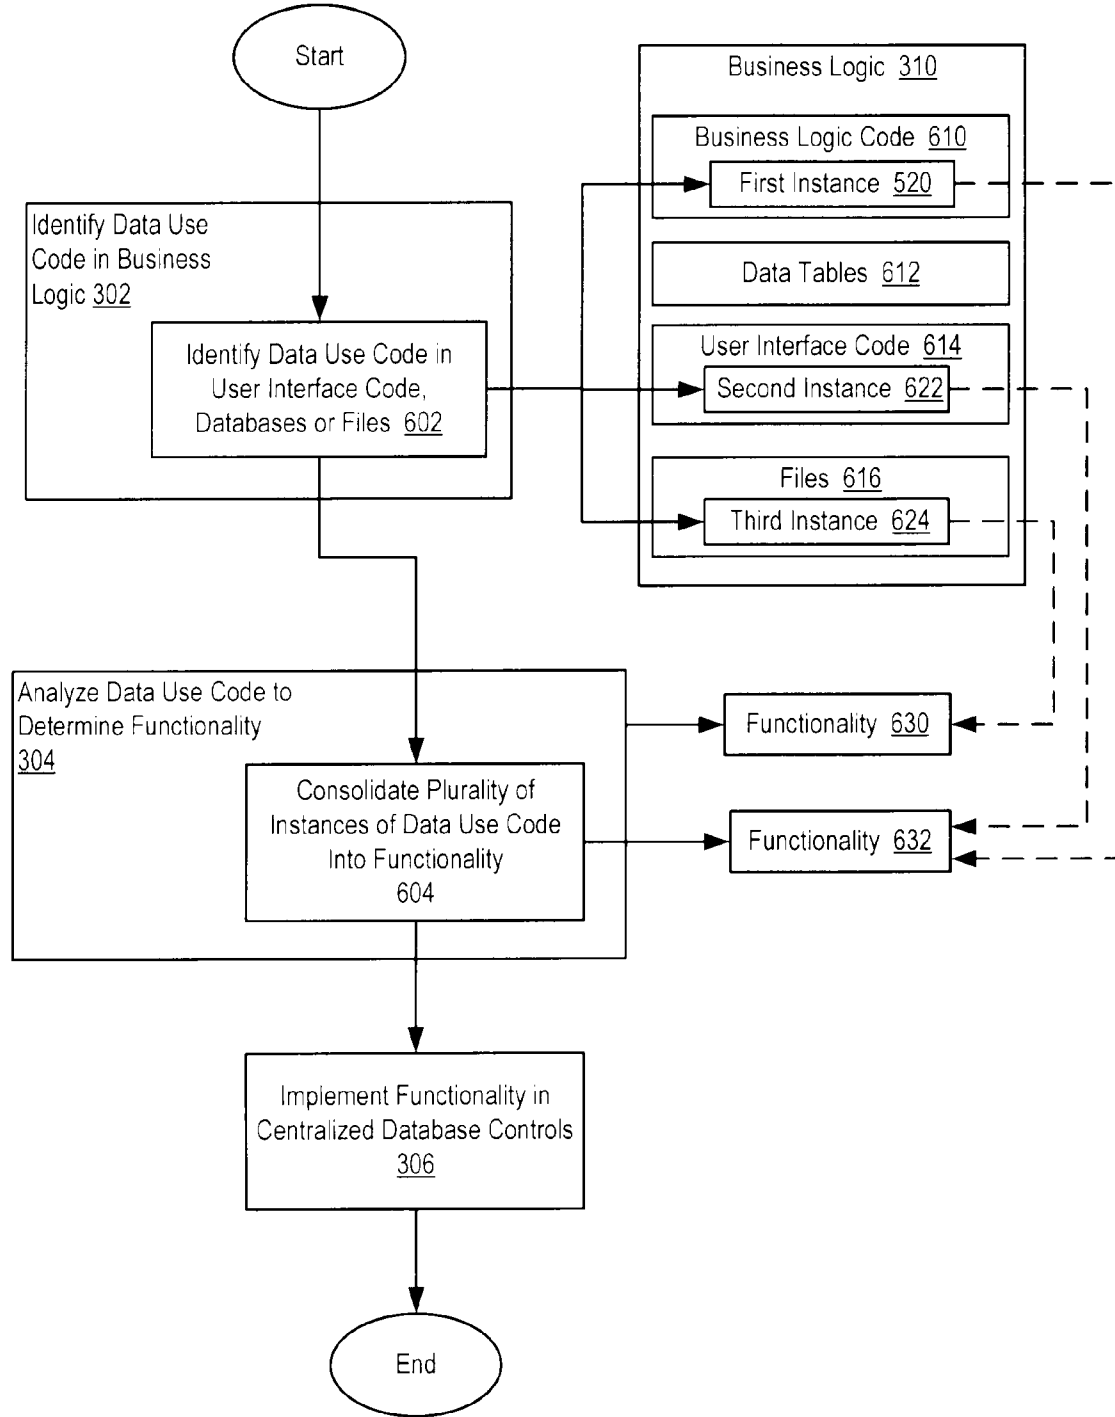 Start
Identify Data Use
Code in Business
Logic 302
Identify Data Use Code in
User Interface Code,
Databases or Files 602
Business Logic 310
Business Logic Code 610
First Instance 520
Data Tables 612
User Interface Code 614
Second Instance 622
Files 616
Third Instance 624
Analyze Data Use Code to
Determine Functionality
304
Consolidate Plurality of
Instances of Data Use Code
Into Functionality
604
Functionality 630
Functionality 632
Implement Functionality in
Centralized Database Controls
306
End